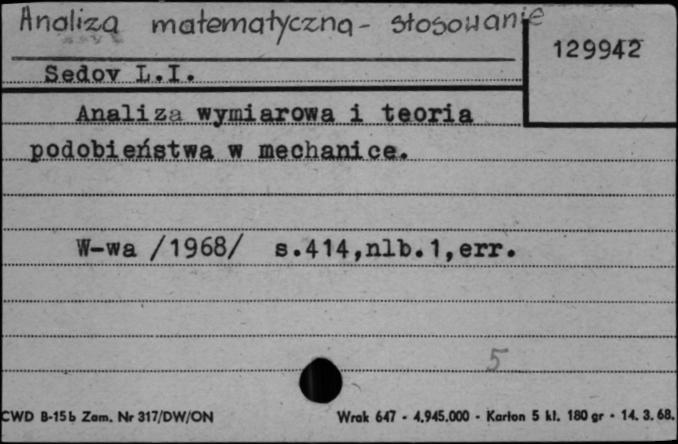 Analiza matematyczna - stosowanie
129942
Sedov L.I.
Analiza wymiarowa i teoria
podobieństwa w mechanice.
W-wa /1968/ s.414,nlb.1,err.
5
CWD B-15b Zam. Nr 317/DW/ON Wrak 647 - 4.945.000 - Karton 5 kl. 180 gr - 14. 3. 68.